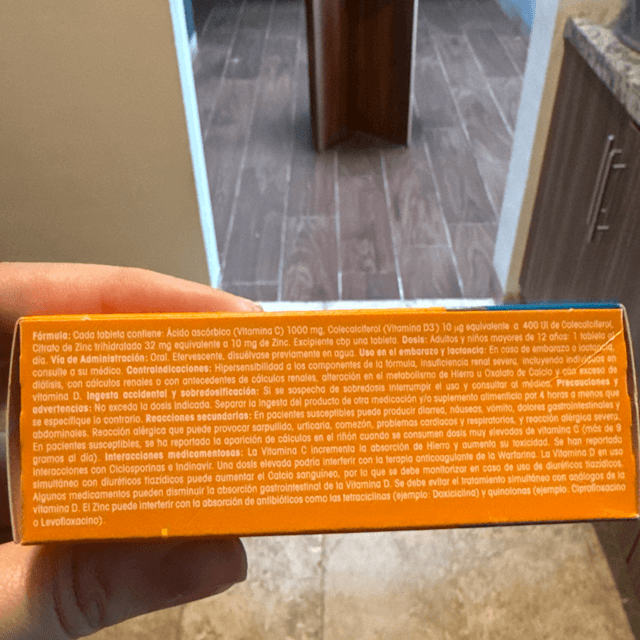 Fórmula: Cada tableta contiene: Ácido ascórbico (Vitamina C) 1000 mg, Colecalciferol (Vitamina D3) 10 µg equivalente a 400 UI de Colecalciferol,
Citrato de Zinc trihidratado 32 mg equivalente a 10 mg de Zinc. Excipiente cbp una tableta. Dosis: Adultos y niños mayores de 12 años: 1 tableta
día. Vía de Administración: Oral. Efervescente, disuélvase previamente en agua. Uso en el embarazo y lactancia: En caso de embarazo o lactancia
consulte a su médico. Contraindicaciones: Hipersensibilidad a los componentes de la fórmula, insuficiencia renal severa, incluyendo individuos en
diálisis, con cálculos renales o con antecedentes de cálculos renales, alteración en el metabolismo de Hierro u Oxalato de Calcio y con
vitamina D. Ingesta accidental y sobredosificación: Si se sospecha de sobredosis interrumpir el uso y consultar al médico. Precauciones y
advertencias: No exceda la dosis indicada. Separar la ingesta del producto de otra medicación y/o suplemento alimenticio por 4 horas a menos que
se especifique lo contrario. Reacciones secundarias: En pacientes susceptibles puede producir diarrea, náuseas, vómito, dolores gastrointestinales y
abdominales. Reacción alérgica que puede provocar sarpullido, urticaria, comezón, problemas cardíacos y respiratorios, y reacción alérgica severa.
En pacientes susceptibles, se ha reportado la aparición de cálculos en el riñón cuando se consumen dosis muy elevadas de vitamina C (más de
gramos al día). Interacciones medicamentosas: La Vitamina C incrementa la absorción de Hierro y aumenta su toxicidad. Se han reportado
interacciones con Ciclosporinas e Indinavir. Una dosis elevada podría interferir con la terapia anticoagulante de la Warfarina. La Vitamina D en uso
simultáneo con diuréticos tiazídicos puede aumentar el Calcio sanguíneo, por lo que se debe monitorizar en caso de uso de diuréticos tiazídicos.
Algunos medicamentos pueden disminuir la absorción gastrointestinal de la Vitamina D. Se debe evitar el tratamiento simultáneo con análogos de la
Vitamina D. El Zinc puede interferir con la absorción de antibióticos como las tetraciclinas (ejemplo: Doxiciclina) y quinolonas (ejemplo: Ciprofloxacino
o Levofloxacino).